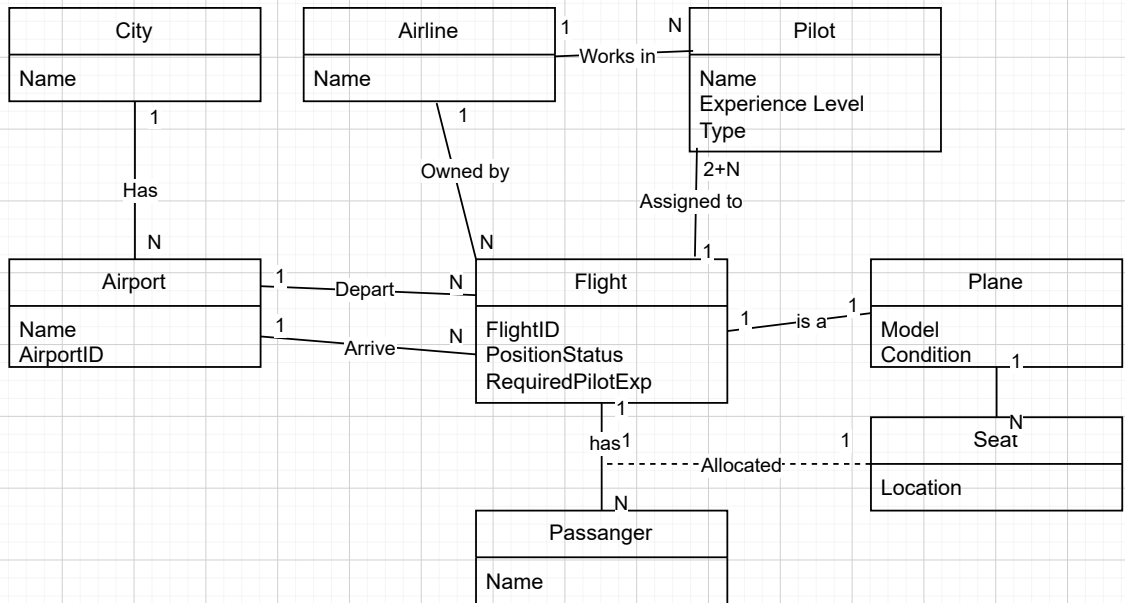 City
Name
1
Has
N
Airline
Name
1
Works in
N
Pilot
Name
Experience Level
Type
1
Owned by
N
2+N
Assigned to
1
Airport
Name
AirportID
1
Depart
N
1
Arrive
N
Flight
FlightID
PositionStatus
RequiredPilotExp
1
is a
1
Plane
Model
Condition
1
N
Seat
Location
1
has
1
Allocated
1
N
Passanger
Name